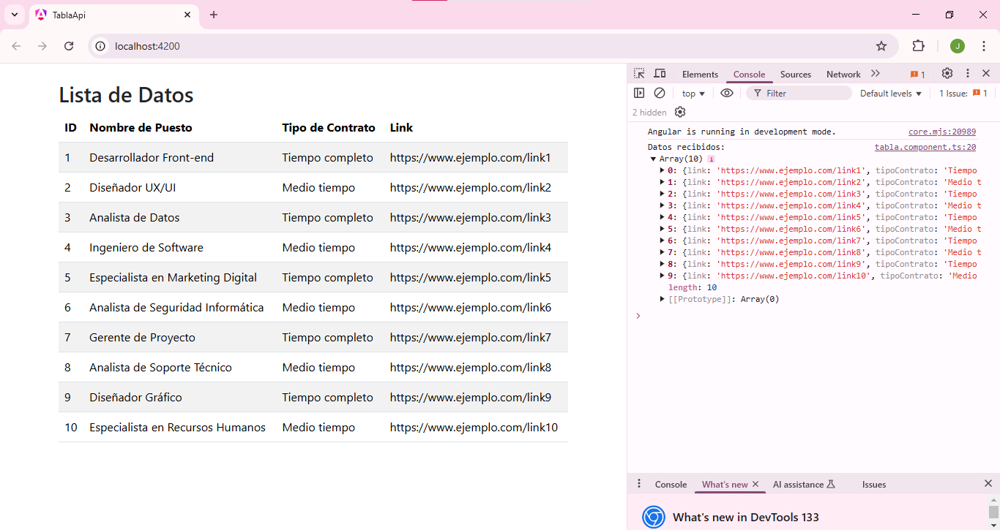 TablaApi
localhost:4200
J
Lista de Datos
ID Nombre de Puesto Tipo de Contrato Link
1 Desarrollador Front-end Tiempo completo https://www.ejemplo.com/link1
2 Diseñador UX/UI Medio tiempo https://www.ejemplo.com/link2
3 Analista de Datos Tiempo completo https://www.ejemplo.com/link3
4 Ingeniero de Software Medio tiempo https://www.ejemplo.com/link4
5 Especialista en Marketing Digital Tiempo completo https://www.ejemplo.com/link5
6 Analista de Seguridad Informática Medio tiempo https://www.ejemplo.com/link6
7 Gerente de Proyecto Tiempo completo https://www.ejemplo.com/link7
8 Analista de Soporte Técnico Medio tiempo https://www.ejemplo.com/link8
9 Diseñador Gráfico Tiempo completo https://www.ejemplo.com/link9
10 Especialista en Recursos Humanos Medio tiempo https://www.ejemplo.com/link10
Elements Console Sources Network 1
top Filter Default levels 1 Issue: 1
2 hidden
Angular is running in development mode. core.mjs:20989
Datos recibidos: tabla.component.ts:20
Array(10) i
0: {link: 'https://www.ejemplo.com/link1', tipoContrato: 'Tiempo
1: {link: 'https://www.ejemplo.com/link2', tipoContrato: 'Medio t
2: {link: 'https://www.ejemplo.com/link3', tipoContrato: 'Tiempo
3: {link: 'https://www.ejemplo.com/link4', tipoContrato: 'Medio t
4: {link: 'https://www.ejemplo.com/link5', tipoContrato: 'Tiempo
5: {link: 'https://www.ejemplo.com/link6', tipoContrato: 'Medio t
6: {link: 'https://www.ejemplo.com/link7', tipoContrato: 'Tiempo
7: {link: 'https://www.ejemplo.com/link8', tipoContrato: 'Medio t
8: {link: 'https://www.ejemplo.com/link9', tipoContrato: 'Tiempo
9: {link: 'https://www.ejemplo.com/link10', tipoContrato: 'Medio
length: 10
[[Prototype]]: Array(0)
Console What's new AI assistance Issues
What's new in DevTools 133